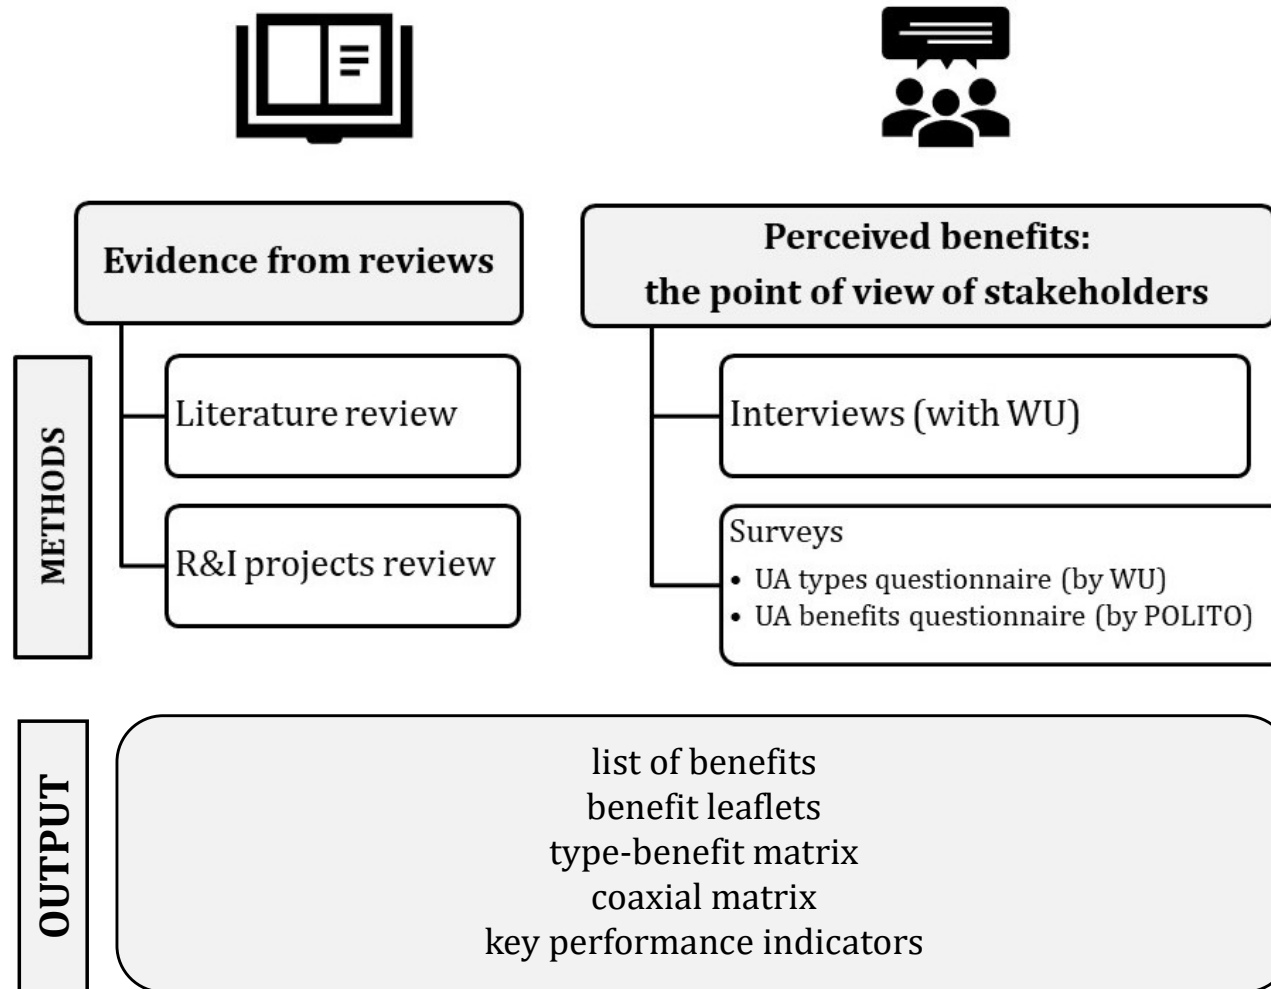 Evidence from reviews
Perceived benefits:
the point of view of stakeholders
METHODS
Literature review
R&I projects review
Interviews (with WU)
Surveys
• UA types questionnaire (by WU)
• UA benefits questionnaire (by POLITO)
OUTPUT
list of benefits
benefit leaflets
type-benefit matrix
coaxial matrix
key performance indicators